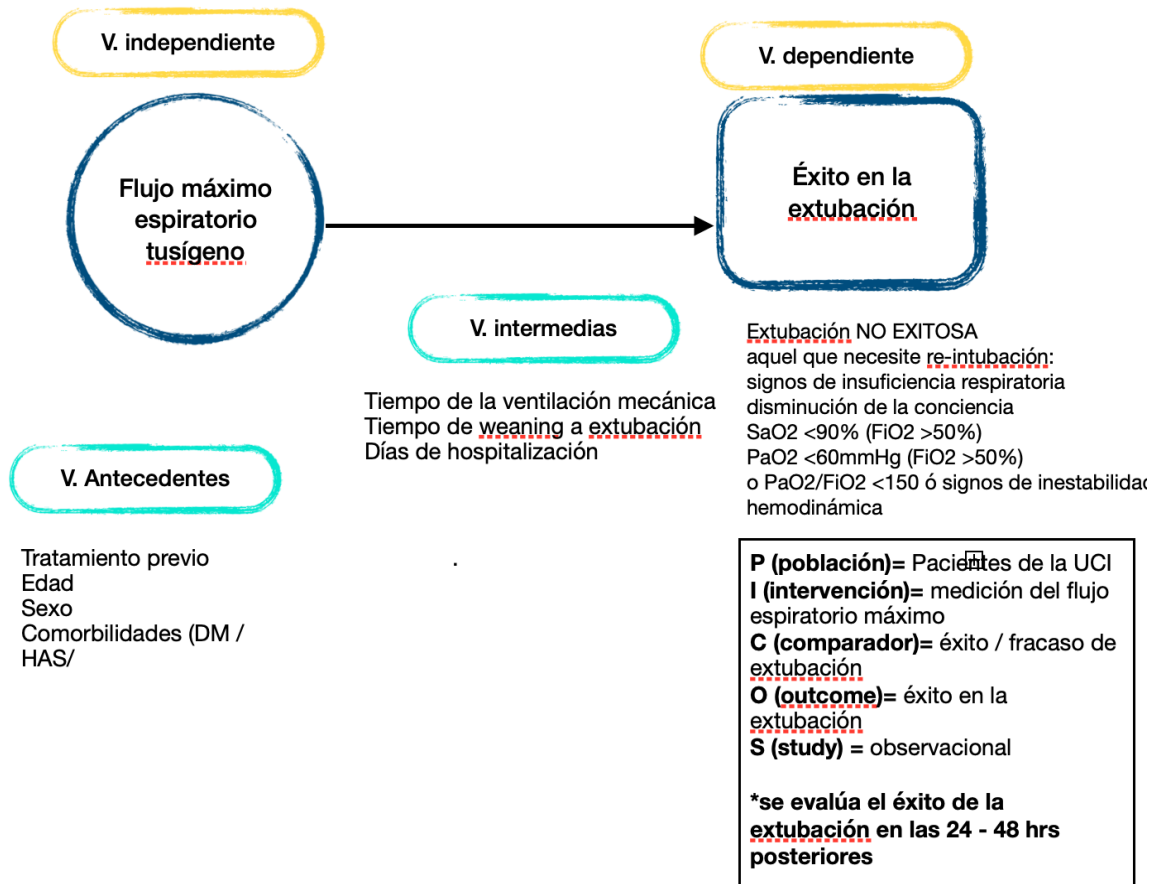 V. independiente
V. dependiente
Flujo máximo
espiratorio
tusígeno
Éxito en la
extubación
V. intermedias
Tiempo de la ventilación mecánica
Tiempo de weaning a extubación
Días de hospitalización
Extubación NO EXITOSA
aquel que necesite re-intubación:
signos de insuficiencia respiratoria
disminución de la conciencia
SaO2 <90% (FiO2 >50%)
PaO2 <60mmHg (FiO2 >50%)
o PaO2/FiO2 <150 ó signos de inestabilidad
hemodinámica
V. Antecedentes
Tratamiento previo
Edad
Sexo
Comorbilidades (DM /
HAS/
.
P (población)= Pacientes de la UCI
I (intervención)= medición del flujo
espiratorio máximo
C (comparador)= éxito / fracaso de
extubación
O (outcome)= éxito en la
extubación
S (study) = observacional
*se evalúa el éxito de la
extubación en las 24 - 48 hrs
posteriores